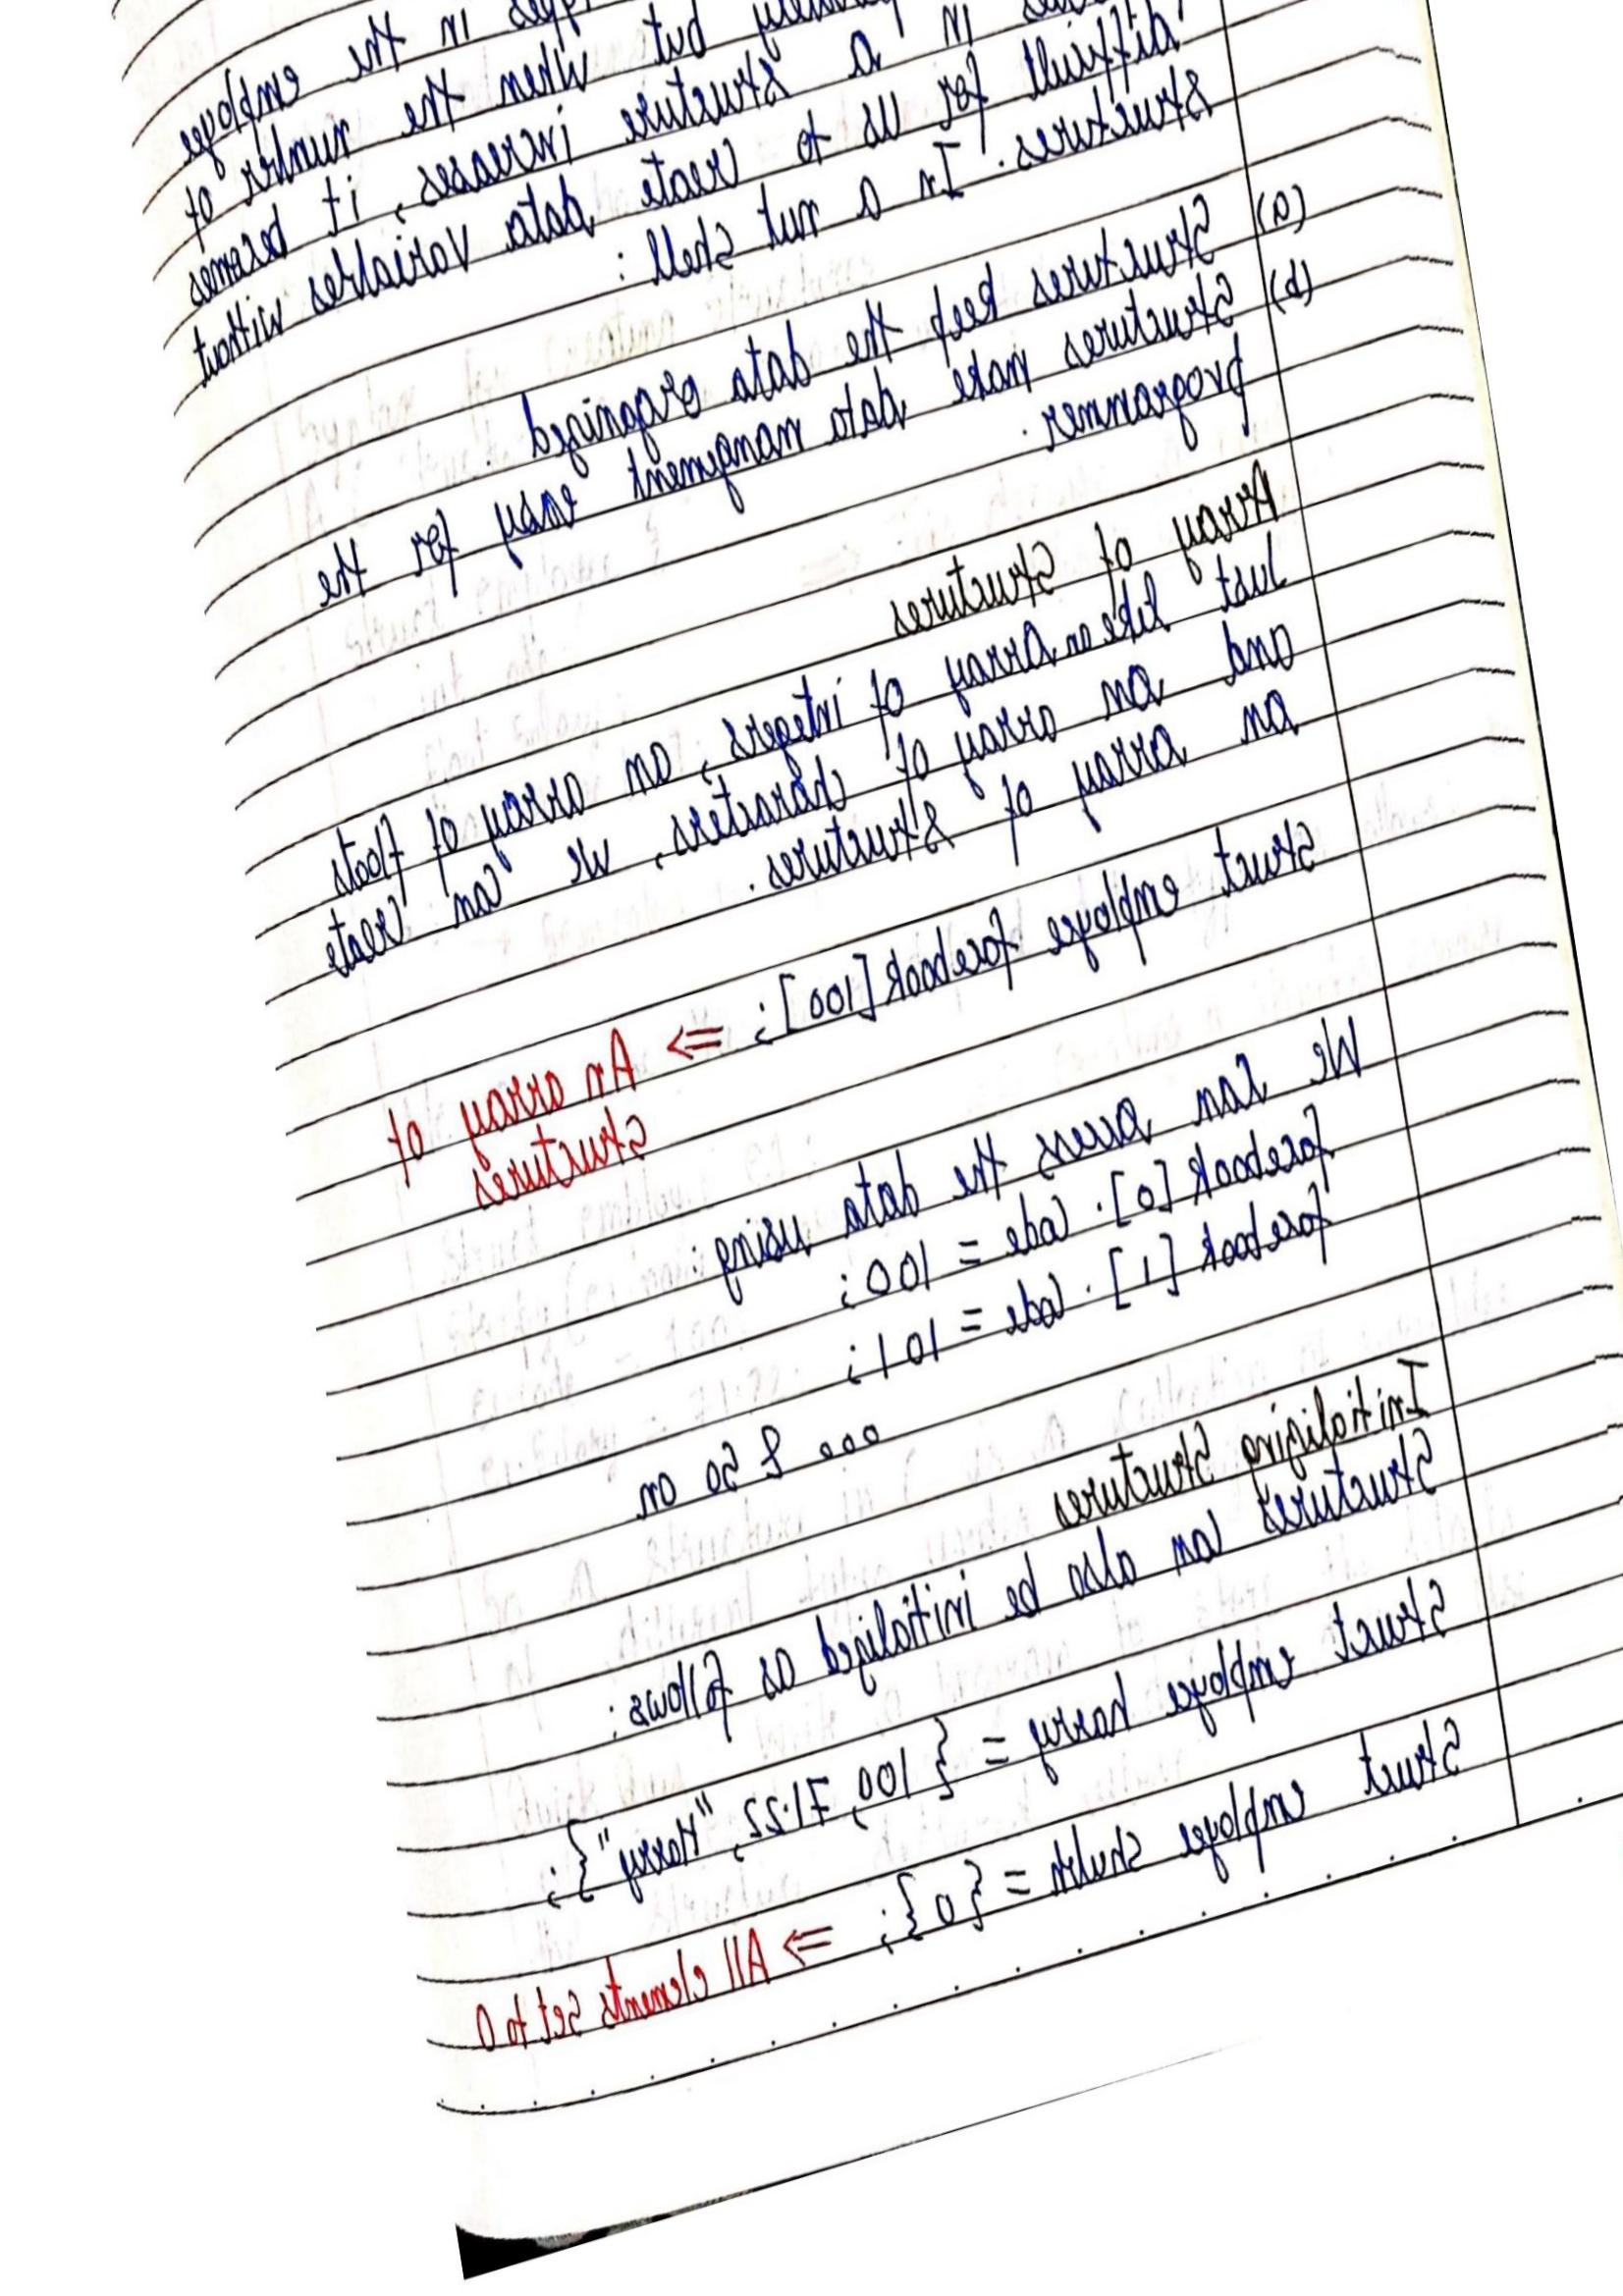 types in the employee
in but when the number of
in a structure increases, it becomes
difficult for us to create data variables without
structures. In a nut shell :
(a) Structures keep the data organized.
(b) Structures make data mangement easy for the
programmer.
Array of Structures
Just like an array of integers, an array of floats
and an array of characters, we can create
an array of structures.
Struct employee facebook[100]; => An array of
structures
We can access the data using:
facebook [0]. Code = 100;
facebook [1]. Code = 101;
... & so on
Initializing Structures
Structures can also be initialized as follows :
Struct employee harry = {100, 71.22, "Harry"};
Struct employee shubh = {0}; => All elements set to 0